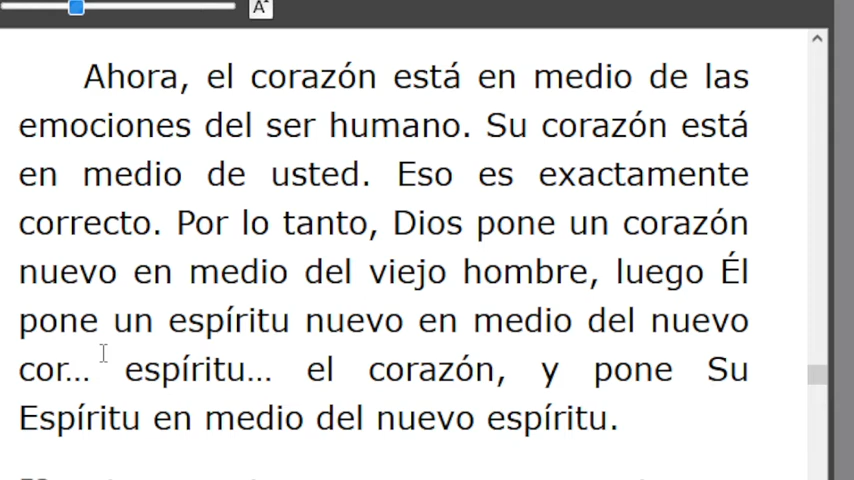 A
Ahora, el corazón está en medio de las
emociones del ser humano. Su corazón está
en medio de usted. Eso es exactamente
correcto. Por lo tanto, Dios pone un corazón
nuevo en medio del viejo hombre, luego Él
pone un espíritu nuevo en medio del nuevo
cor… espíritu… el corazón, y pone Su
Espíritu en medio del nuevo espíritu.